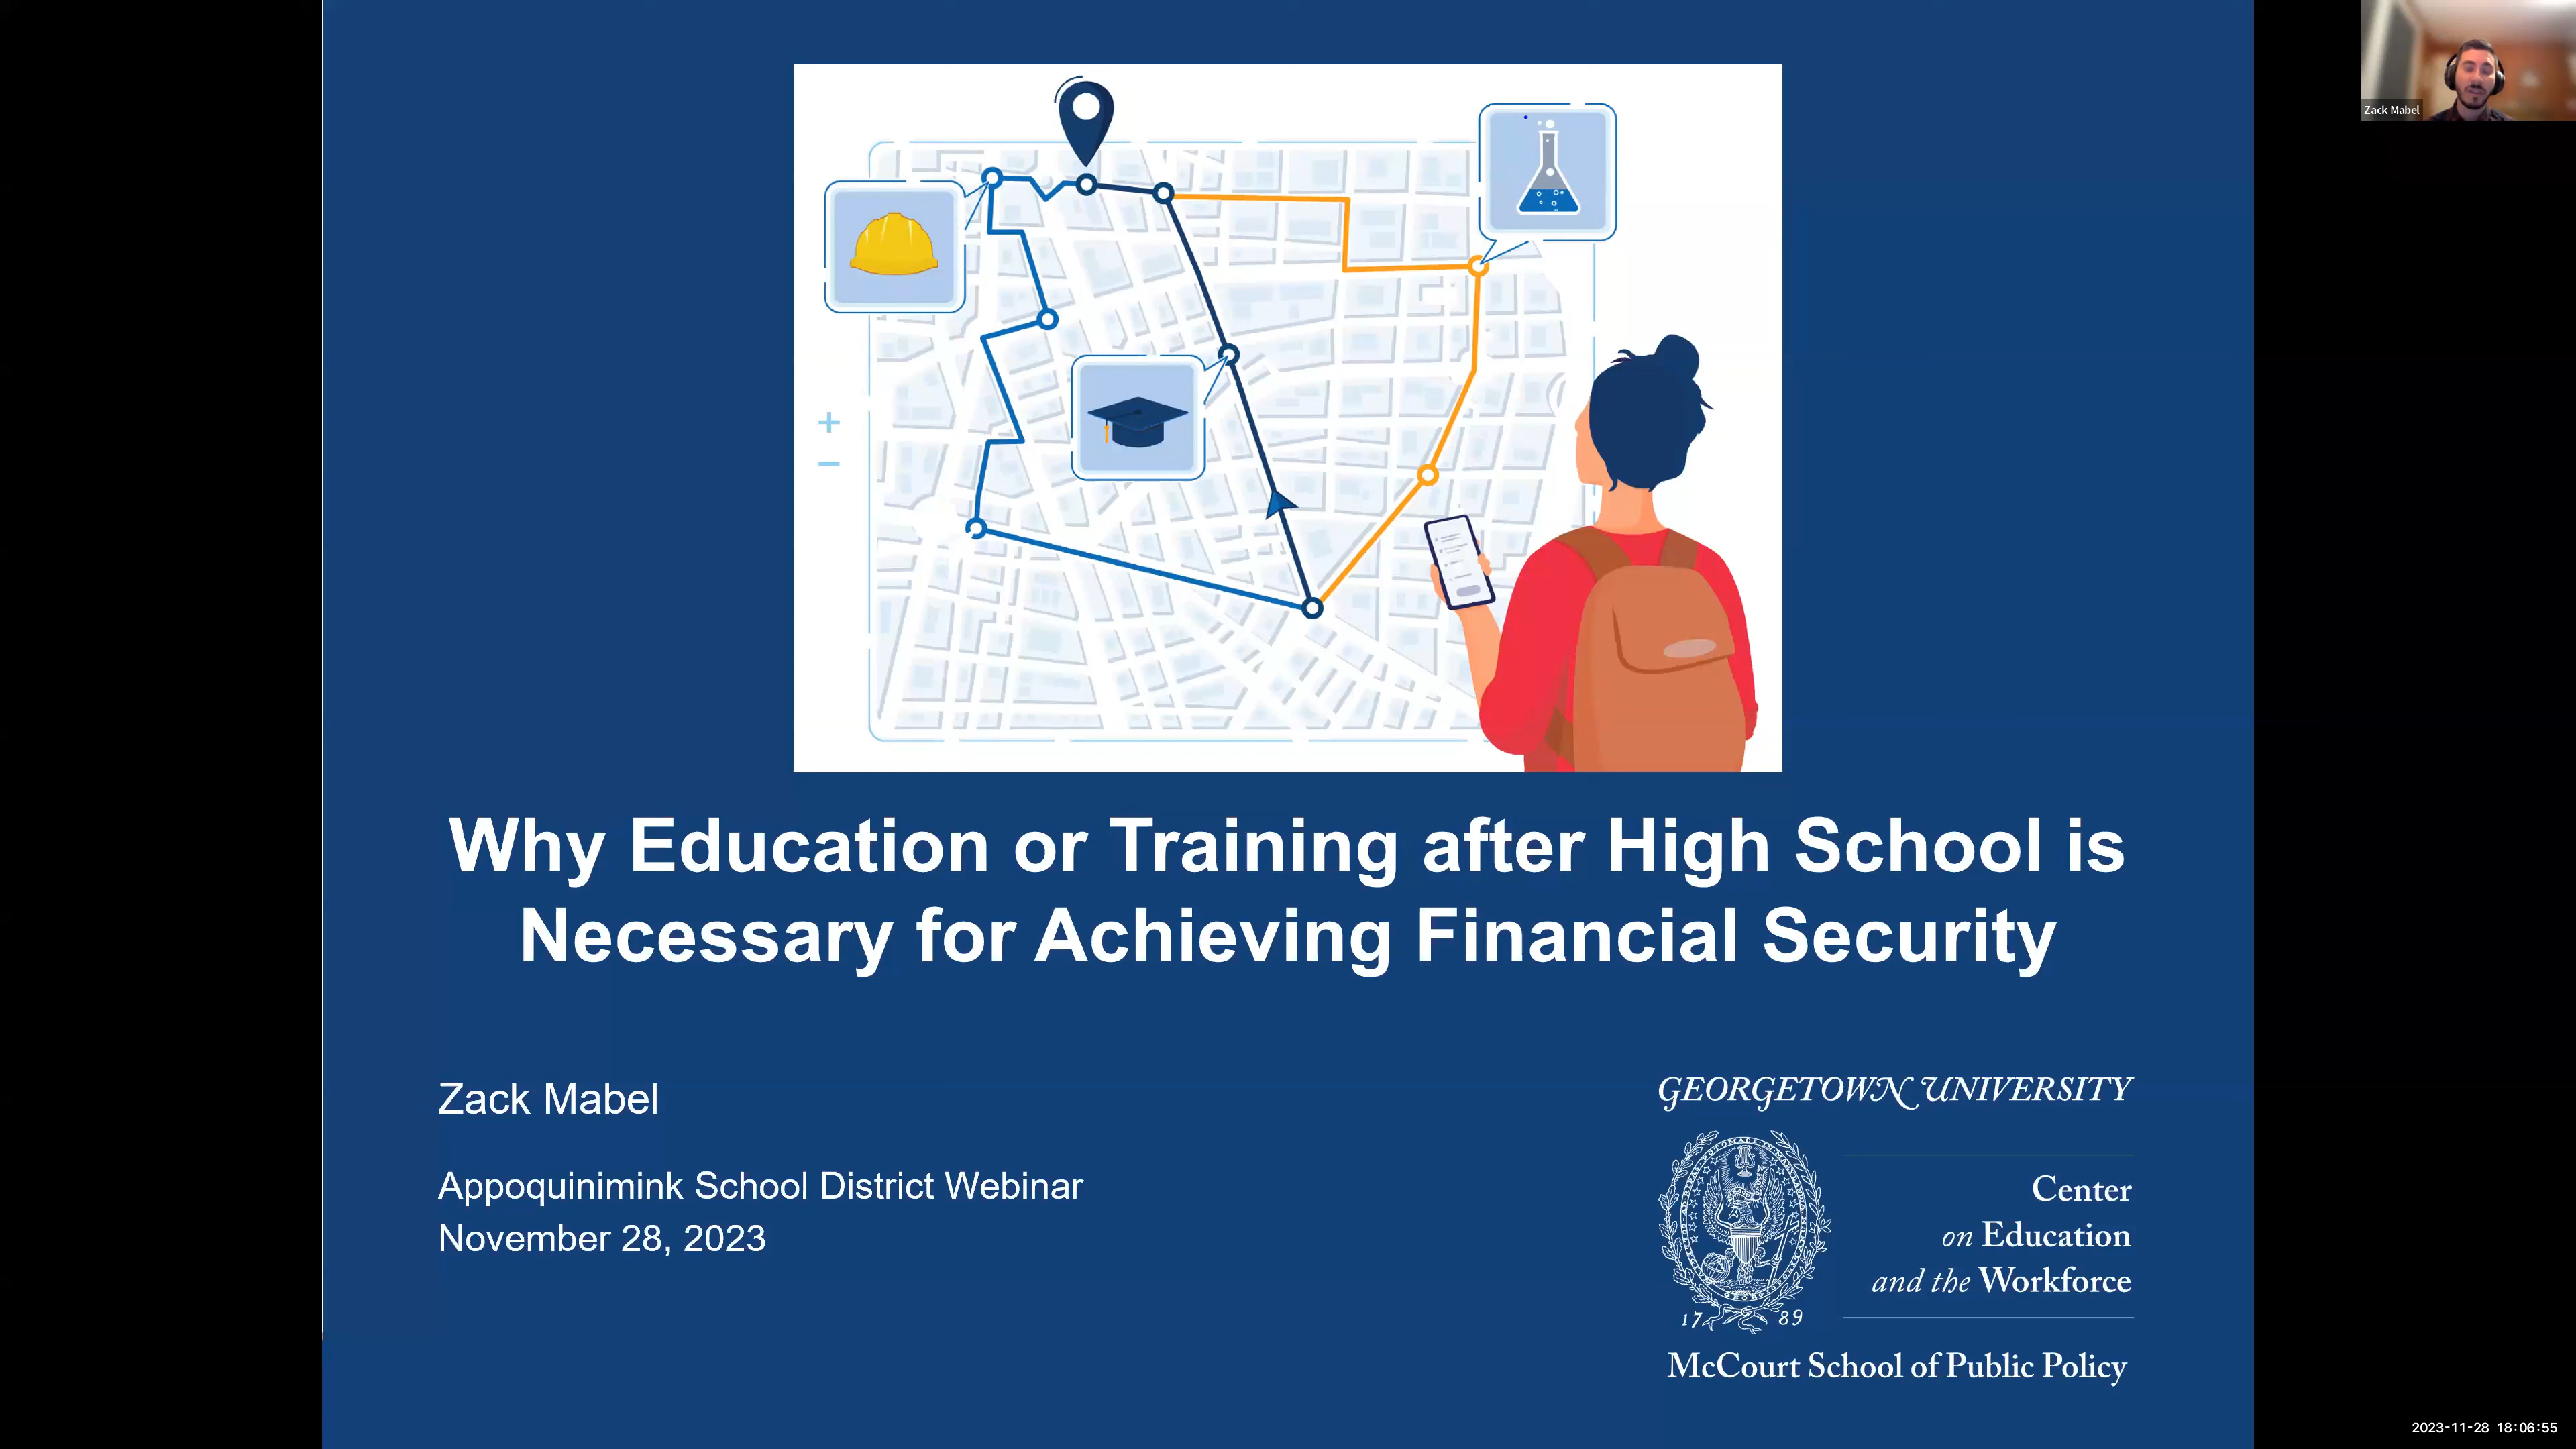 Zack Mabel
Why Education or Training after High School is
Necessary for Achieving Financial Security
Zack Mabel
Appoquinimink School District Webinar
November 28, 2023
GEORGETOWN UNIVERSITY
17 89
Center
on Education
and the Workforce
McCourt School of Public Policy
2023-11-28 18:06:55